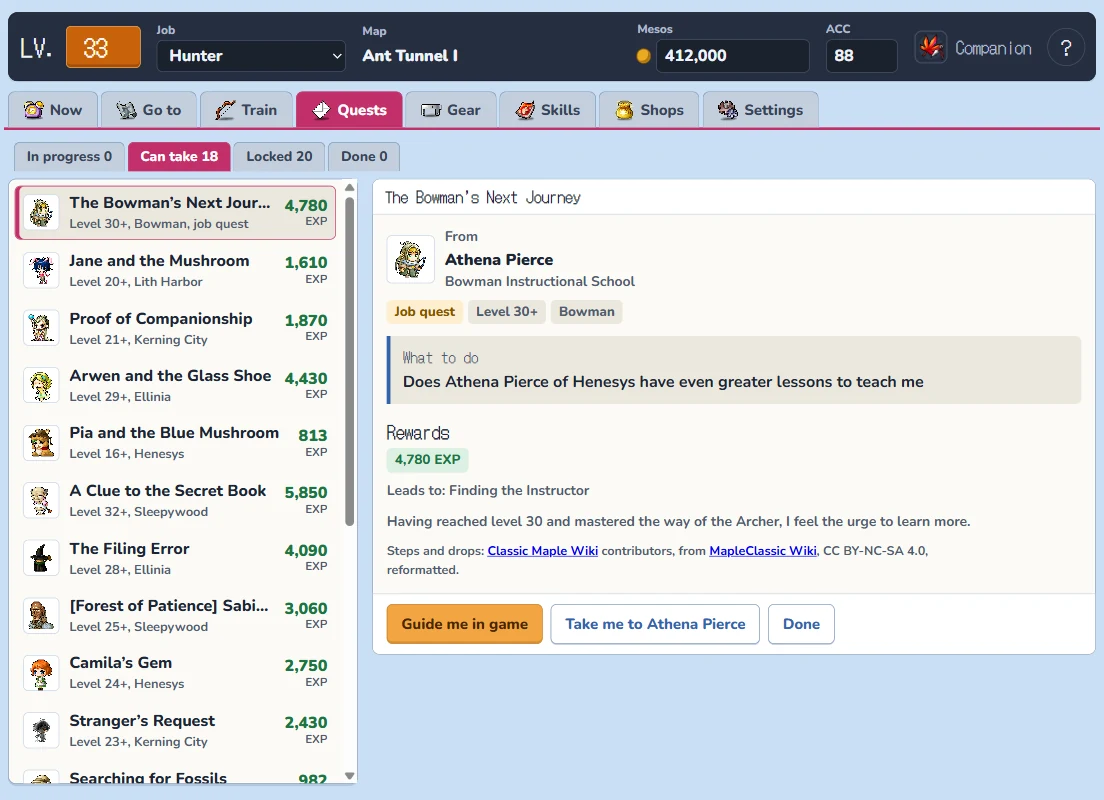 LV. 33
Job
Hunter
Map
Ant Tunnel I
Mesos
412,000
ACC
88
Companion
?
Now
Go to
Train
Quests
Gear
Skills
Shops
Settings
In progress 0
Can take 18
Locked 20
Done 0
The Bowman's Next Jour...
4,780
Level 30+, Bowman, job quest
EXP
Jane and the Mushroom
1,610
Level 20+, Lith Harbor
EXP
Proof of Companionship
1,870
Level 21+, Kerning City
EXP
Arwen and the Glass Shoe
4,430
Level 29+, Ellinia
EXP
Pia and the Blue Mushroom
813
Level 16+, Henesys
EXP
A Clue to the Secret Book
5,850
Level 32+, Sleepywood
EXP
The Filing Error
4,090
Level 28+, Ellinia
EXP
[Forest of Patience] Sabi...
3,060
Level 25+, Sleepywood
EXP
Camila's Gem
2,750
Level 24+, Henesys
EXP
Stranger's Request
2,430
Level 23+, Kerning City
EXP
Searching for Fossils
982
The Bowman's Next Journey
From
Athena Pierce
Bowman Instructional School
Job quest
Level 30+
Bowman
What to do
Does Athena Pierce of Henesys have even greater lessons to teach me
Rewards
4,780 EXP
Leads to: Finding the Instructor
Having reached level 30 and mastered the way of the Archer, I feel the urge to learn more.
Steps and drops: Classic Maple Wiki contributors, from MapleClassic Wiki, CC BY-NC-SA 4.0,
reformatted.
Guide me in game
Take me to Athena Pierce
Done